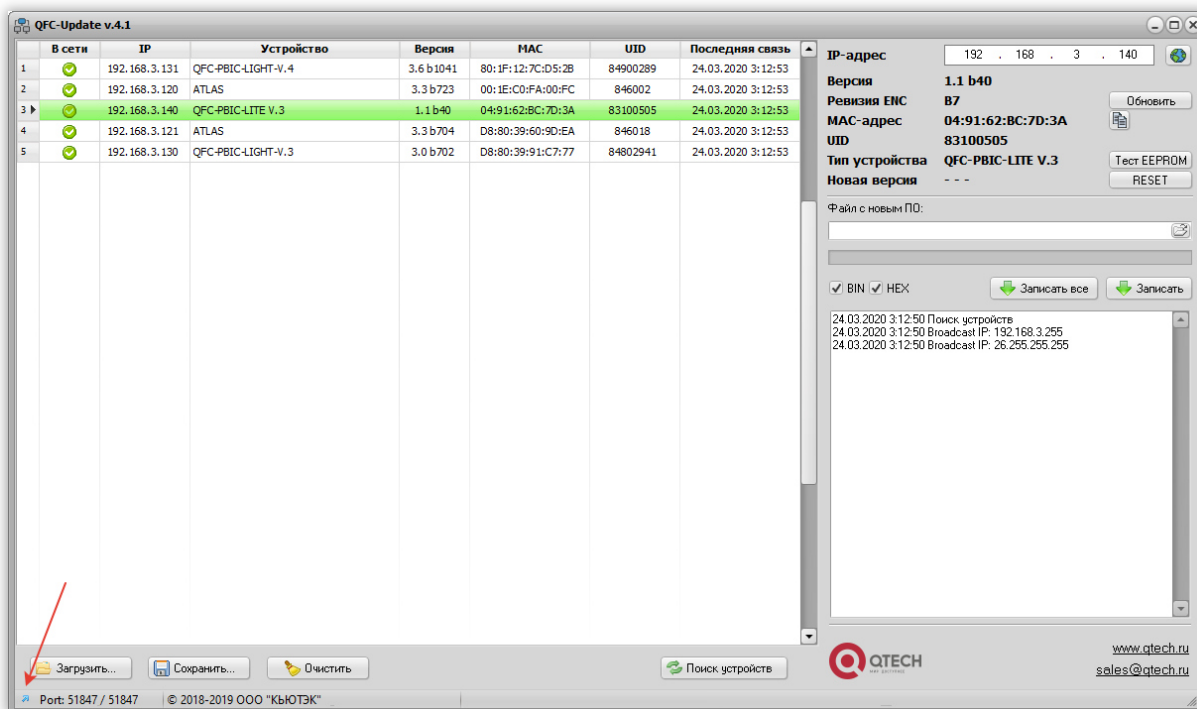 QFC-Update v.4.1
В сети IP Устройство Версия MAC UID Последняя связь
1 192.168.3.131 QFC-PBIC-LIGHT-V.4 3.6 b1041 80:1F:12:7C:D5:2B 84900289 24.03.2020 3:12:53
2 192.168.3.120 ATLAS 3.3 b723 00:1E:C0:FA:00:FC 846002 24.03.2020 3:12:53
3 192.168.3.140 QFC-PBIC-LITE V.3 1.1 b40 04:91:62:BC:7D:3A 83100505 24.03.2020 3:12:53
4 192.168.3.121 ATLAS 3.3 b704 D8:80:39:60:9D:EA 846018 24.03.2020 3:12:53
5 192.168.3.130 QFC-PBIC-LIGHT-V.3 3.0 b702 D8:80:39:91:C7:77 84802941 24.03.2020 3:12:53
Загрузить... Сохранить... Очистить Поиск устройств
IP-адрес 192 . 168 . 3 . 140
Версия 1.1 b40
Ревизия ENC B7 Обновить
MAC-адрес 04:91:62:BC:7D:3A
UID 83100505
Тип устройства QFC-PBIC-LITE V.3 Тест EEPROM
Новая версия - - - RESET
Файл с новым ПО:
BIN HEX Записать все Записать
24.03.2020 3:12:50 Поиск устройств
24.03.2020 3:12:50 Broadcast IP: 192.168.3.255
24.03.2020 3:12:50 Broadcast IP: 26.255.255.255
QTECH
www.qtech.ru
sales@qtech.ru
Port: 51847 / 51847 © 2018-2019 ООО "КЬЮТЭК"